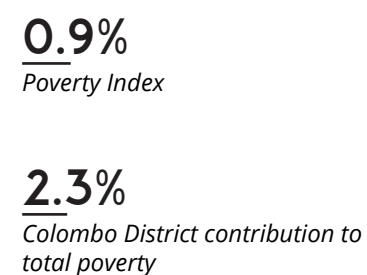 0.9%
Poverty Index
2.3%
Colombo District contribution to
total poverty